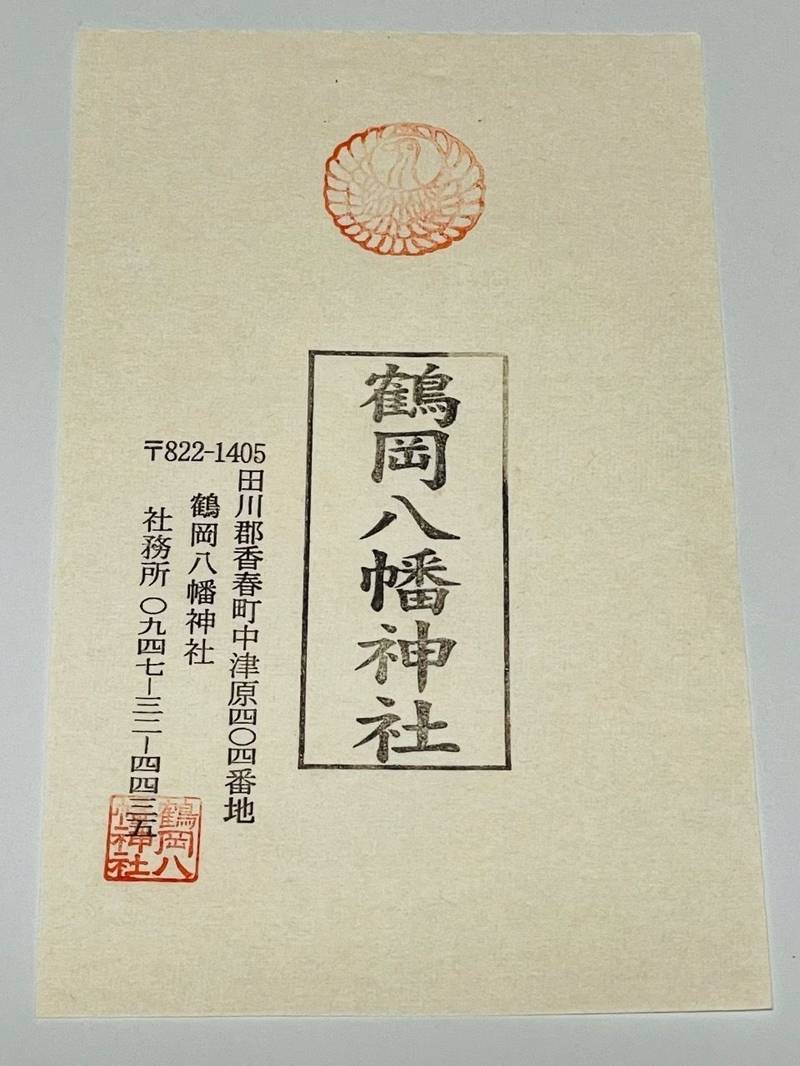 鶴岡八幡神社
〒822-1405
田川郡香春町中津原四〇四番地
鶴岡八幡神社
社務所 〇九四七ー三二ー四四三五
鶴岡八
幡神社